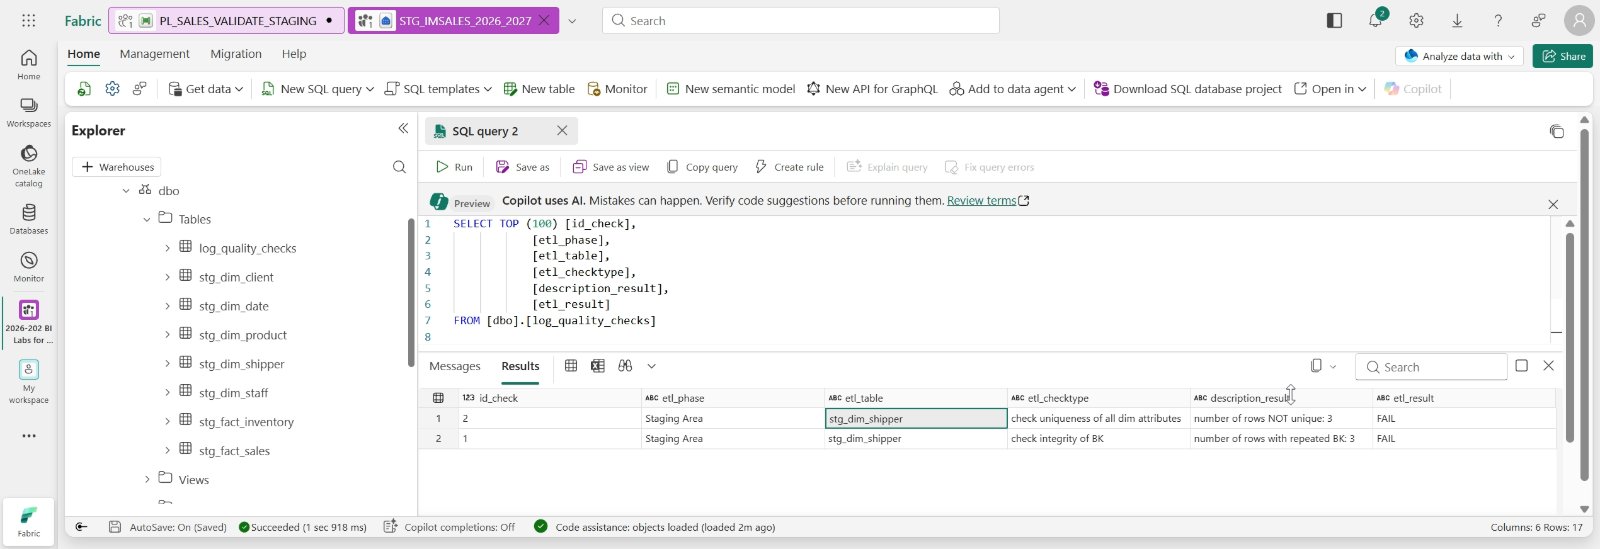 Fabric PL_SALES_VALIDATE_STAGING STG_IMSALES_2026_2027 Search 2
Home Management Migration Help Analyze data with Share
Get data New SQL query SQL templates New table Monitor New semantic model New API for GraphQL Add to data agent Download SQL database project Open in Copilot
Home
Workspaces
OneLake
catalog
Databases
Monitor
2026-202 BI
Labs for ...
My
workspace
Fabric
Explorer
Warehouses
dbo
Tables
log_quality_checks
stg_dim_client
stg_dim_date
stg_dim_product
stg_dim_shipper
stg_dim_staff
stg_fact_inventory
stg_fact_sales
Views
SQL query 2
Run Save as Save as view Copy query Create rule Explain query Fix query errors
Preview Copilot uses AI. Mistakes can happen. Verify code suggestions before running them. Review terms
1 SELECT TOP (100) [id_check],
2 [etl_phase],
3 [etl_table],
4 [etl_checktype],
5 [description_result],
6 [etl_result]
7 FROM [dbo].[log_quality_checks]
8
Messages Results Search
123 id_check ABC etl_phase ABC etl_table ABC etl_checktype ABC description_result ABC etl_result
1 2 Staging Area stg_dim_shipper check uniqueness of all dim attributes number of rows NOT unique: 3 FAIL
2 1 Staging Area stg_dim_shipper check integrity of BK number of rows with repeated BK: 3 FAIL
AutoSave: On (Saved) Succeeded (1 sec 918 ms) Copilot completions: Off Code assistance: objects loaded (loaded 2m ago) Columns: 6 Rows: 17